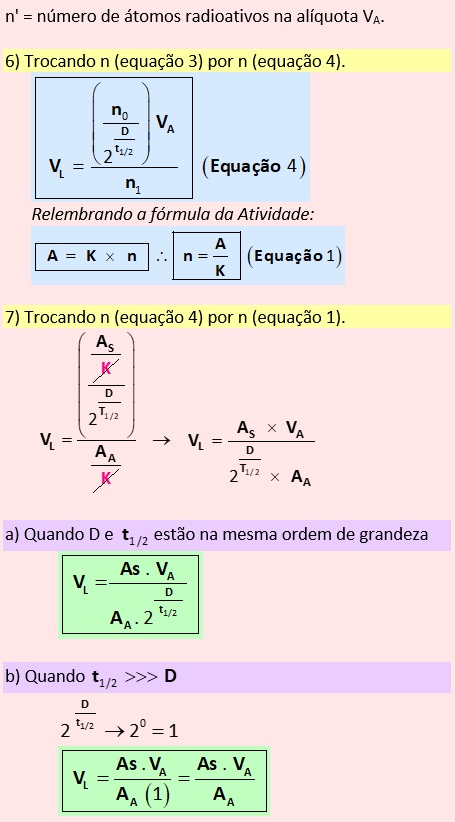 n' = número de átomos radioativos na alíquota V_A.
6) Trocando n (equação 3) por n (equação 4).
V_L = ((n_0 / 2^(D/t_1/2)) V_A) / n_1 (Equação 4)
Relembrando a fórmula da Atividade:
A = K × n ∴ n = A/K (Equação 1)
7) Trocando n (equação 4) por n (equação 1).
V_L = ((A_S/K) / 2^(D/T_1/2)) / (A_A/K) → V_L = (A_S × V_A) / (2^(D/T_1/2) × A_A)
a) Quando D e t_1/2 estão na mesma ordem de grandeza
V_L = (As . V_A) / (A_A . 2^(D/t_1/2))
b) Quando t_1/2 >>> D
2^(D/t_1/2) → 2^0 = 1
V_L = (As . V_A) / (A_A (1)) = (As . V_A) / A_A